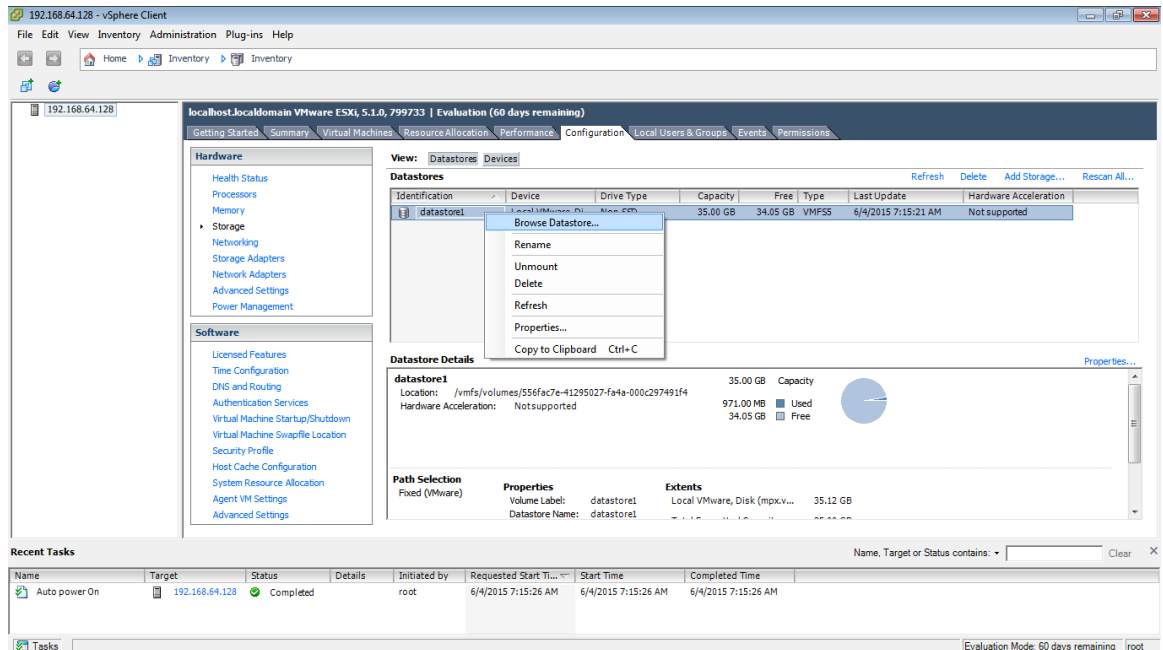 192.168.64.128 - vSphere Client
File Edit View Inventory Administration Plug-ins Help
Home Inventory Inventory
192.168.64.128
localhost.localdomain VMware ESXi, 5.1.0, 799733 | Evaluation (60 days remaining)
Getting Started Summary Virtual Machines Resource Allocation Performance Configuration Local Users & Groups Events Permissions
Hardware
Health Status
Processors
Memory
Storage
Networking
Storage Adapters
Network Adapters
Advanced Settings
Power Management
Software
Licensed Features
Time Configuration
DNS and Routing
Authentication Services
Virtual Machine Startup/Shutdown
Virtual Machine Swapfile Location
Security Profile
Host Cache Configuration
System Resource Allocation
Agent VM Settings
Advanced Settings
View: Datastores Devices
Datastores Refresh Delete Add Storage... Rescan All...
Identification Device Drive Type Capacity Free Type Last Update Hardware Acceleration
datastore1 Local VMware Di Non-SSD 35.00 GB 34.05 GB VMFS5 6/4/2015 7:15:21 AM Not supported
Browse Datastore...
Rename
Unmount
Delete
Refresh
Properties...
Copy to Clipboard Ctrl+C
Datastore Details Properties...
datastore1 35.00 GB Capacity
Location: /vmfs/volumes/556fac7e-41295027-fa4a-000c297491f4
Hardware Acceleration: Not supported 971.00 MB Used
34.05 GB Free
Path Selection
Fixed (VMware)
Properties
Volume Label: datastore1
Datastore Name: datastore1
Extents
Local VMware, Disk (mpx.v... 35.12 GB
Recent Tasks Name, Target or Status contains: Clear
Name Target Status Details Initiated by Requested Start Ti... Start Time Completed Time
Auto power On 192.168.64.128 Completed root 6/4/2015 7:15:26 AM 6/4/2015 7:15:26 AM 6/4/2015 7:15:26 AM
Tasks Evaluation Mode: 60 days remaining root